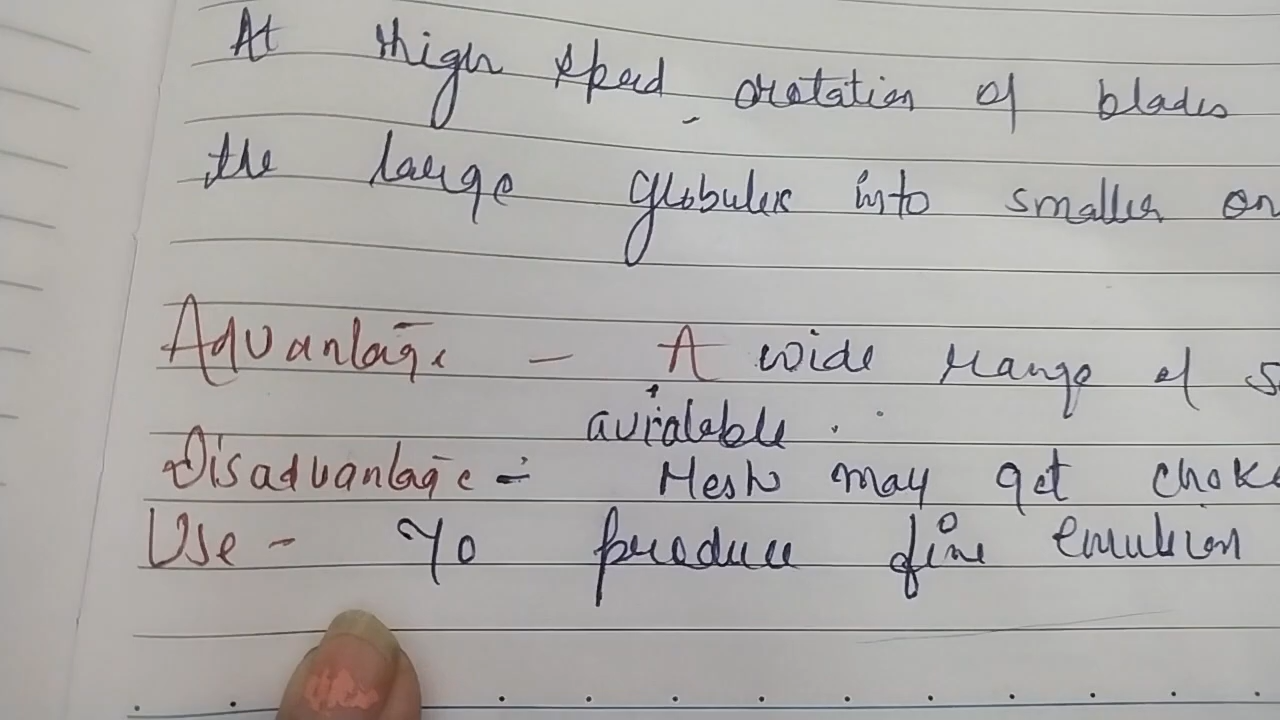 At High speed rotation of blades
the large globules into smaller on
Advantage - A wide range of S
avialable.
Disadvantage - Mesh may get choke
Use - To produce fine emulsion